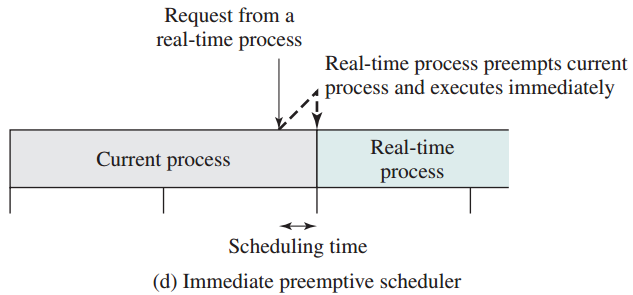 Request from a
real-time process
Real-time process preempts current
process and executes immediately
Current process
Real-time
process
Scheduling time
(d) Immediate preemptive scheduler